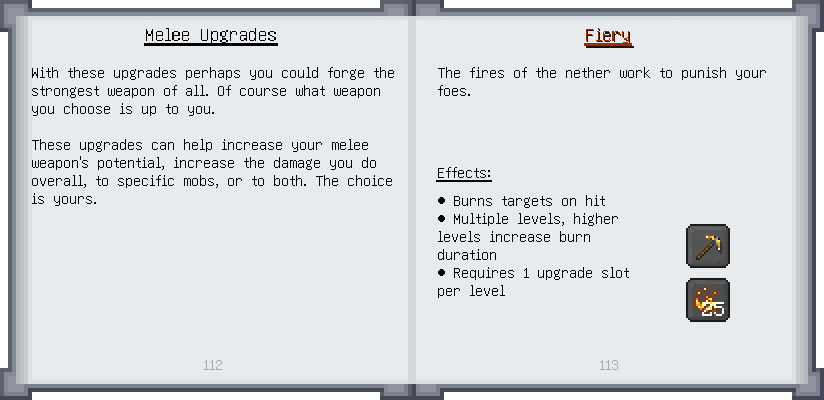 Melee Upgrades
With these upgrades perhaps you could forge the
strongest weapon of all. Of course what weapon
you choose is up to you.
These upgrades can help increase your melee
weapon's potential, increase the damage you do
overall, to specific mobs, or to both. The choice
is yours.
112
Fiery
The fires of the nether work to punish your
foes.
Effects:
• Burns targets on hit
• Multiple levels, higher
levels increase burn
duration
• Requires 1 upgrade slot
per level
25
113